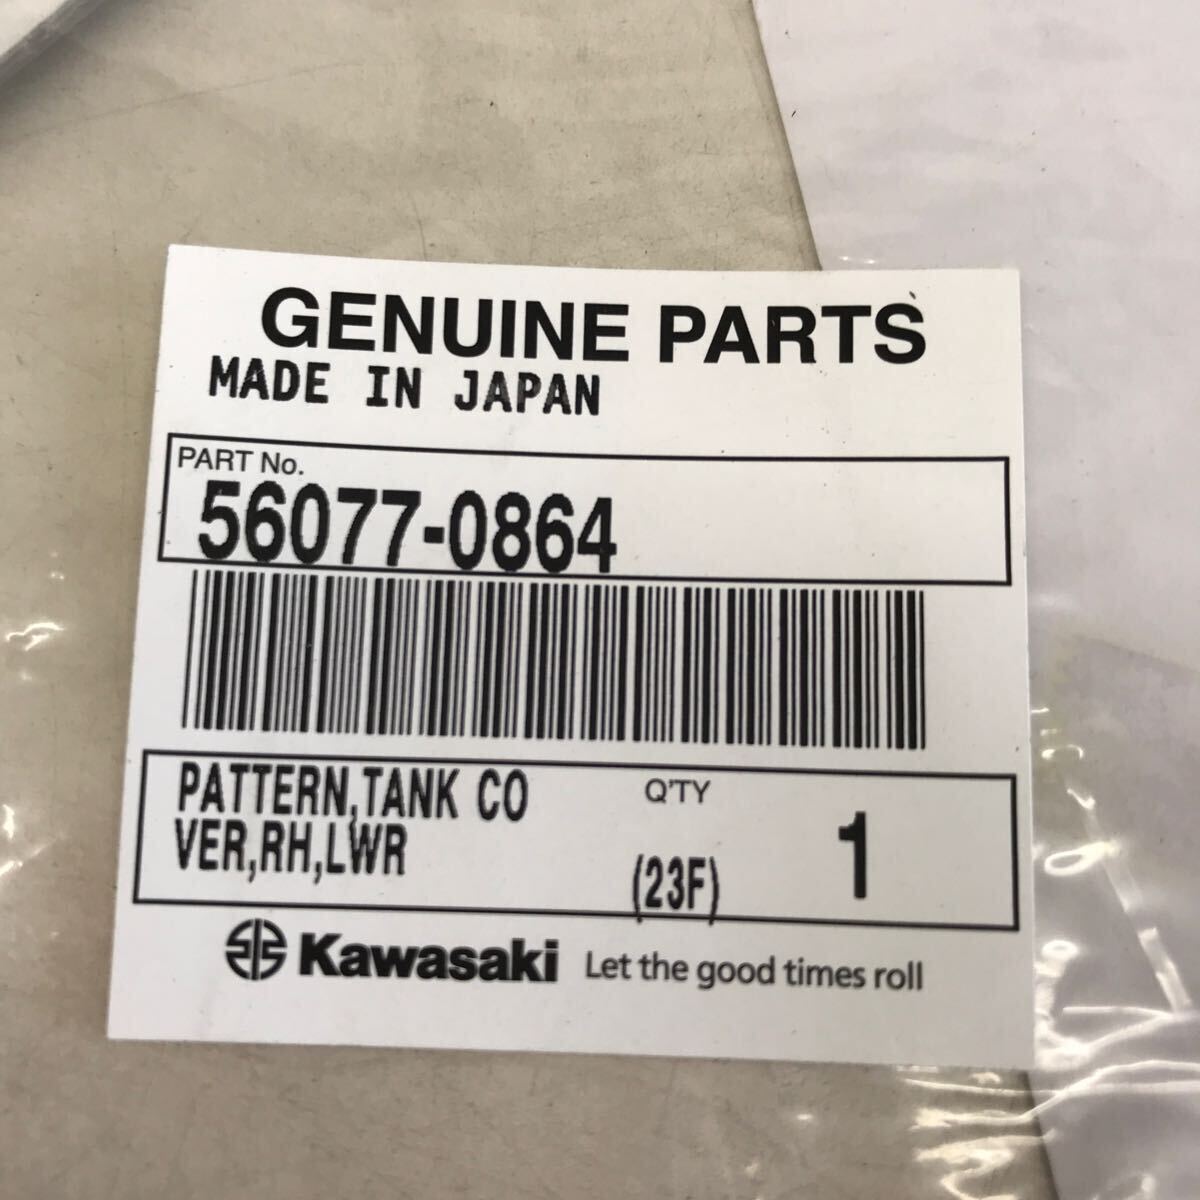 GENUINE PARTS
MADE IN JAPAN
PART No.
56077-0864
PATTERN,TANK CO
VER,RH,LWR
Q'TY
(23F)
1
Kawasaki Let the good times roll